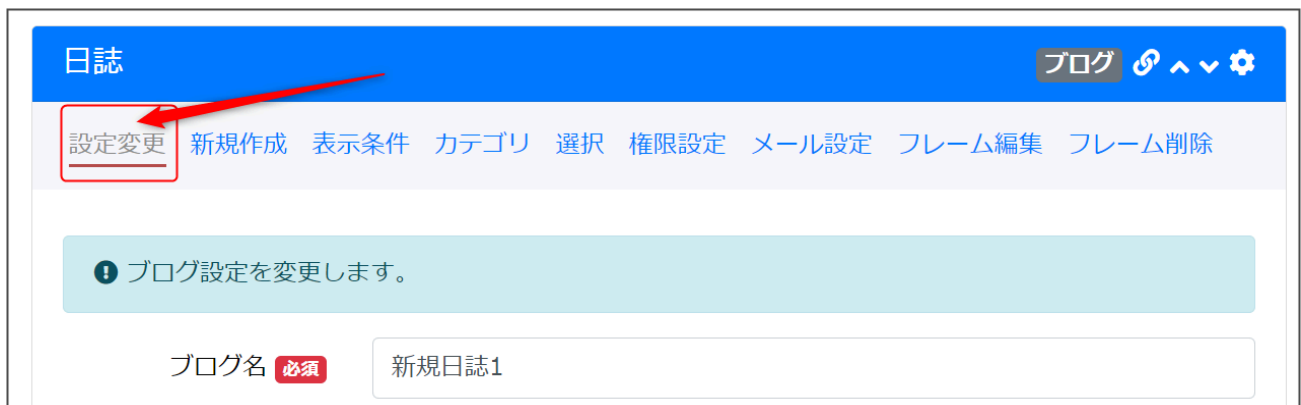 日誌 ブログ
設定変更 新規作成 表示条件 カテゴリ 選択 権限設定 メール設定 フレーム編集 フレーム削除
ブログ設定を変更します。
ブログ名 必須 新規日誌1